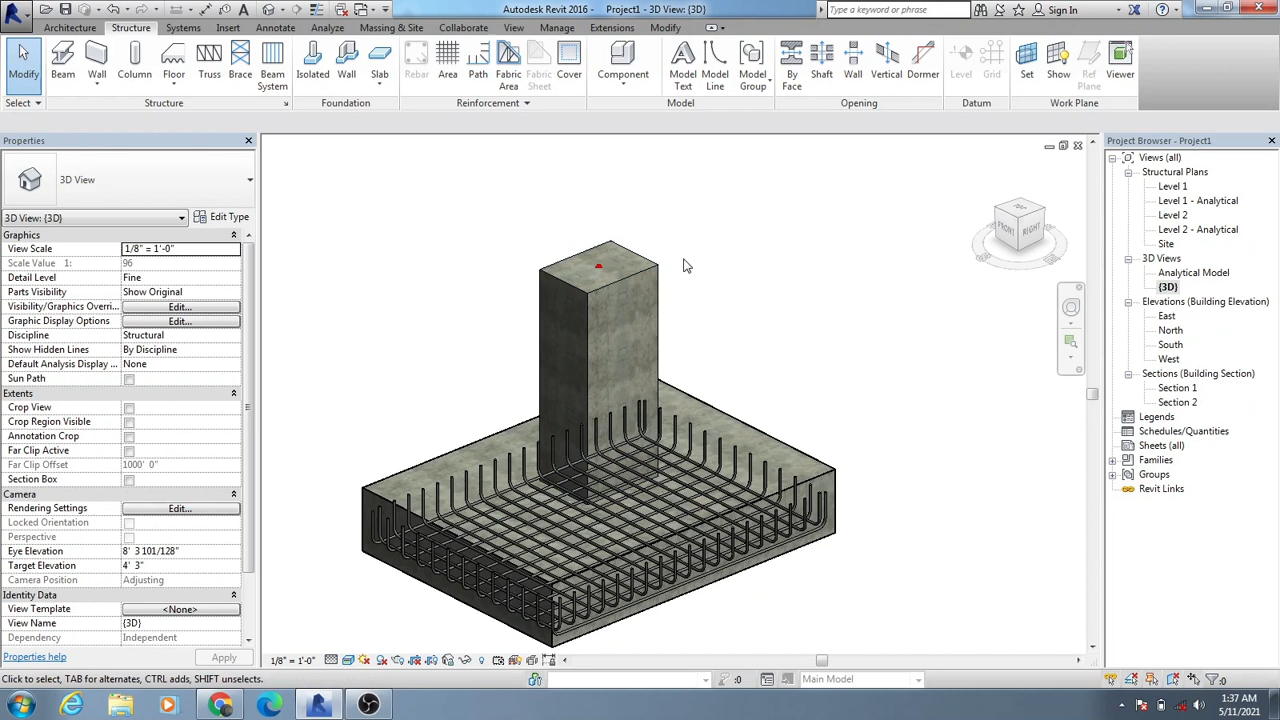 Autodesk Revit 2016 - Project1 - 3D View: {3D}
Type a keyword or phrase
Sign In
Architecture Structure Systems Insert Annotate Analyze Massing & Site Collaborate View Manage Extensions Modify
Modify Beam Wall Column Floor Truss Brace Beam System Isolated Wall Slab Rebar Area Path Fabric Area Fabric Sheet Cover Component Model Text Model Line Model Group By Face Shaft Wall Vertical Dormer Level Grid Set Show Ref Plane Viewer
Select Structure Foundation Reinforcement Model Opening Datum Work Plane
Properties
3D View
3D View: {3D} Edit Type
Graphics
View Scale 1/8" = 1'-0"
Scale Value 1: 96
Detail Level Fine
Parts Visibility Show Original
Visibility/Graphics Overri... Edit...
Graphic Display Options Edit...
Discipline Structural
Show Hidden Lines By Discipline
Default Analysis Display ... None
Sun Path
Extents
Crop View
Crop Region Visible
Annotation Crop
Far Clip Active
Far Clip Offset 1000' 0"
Section Box
Camera
Rendering Settings Edit...
Locked Orientation
Perspective
Eye Elevation 8' 3 101/128"
Target Elevation 4' 3"
Camera Position Adjusting
Identity Data
View Template <None>
View Name {3D}
Dependency Independent
Properties help Apply
TOP
FRONT RIGHT
Project Browser - Project1
Views (all)
Structural Plans
Level 1
Level 1 - Analytical
Level 2
Level 2 - Analytical
Site
3D Views
Analytical Model
{3D}
Elevations (Building Elevation)
East
North
South
West
Sections (Building Section)
Section 1
Section 2
Legends
Schedules/Quantities
Sheets (all)
Families
Groups
Revit Links
1/8" = 1'-0"
Click to select, TAB for alternates, CTRL adds, SHIFT unselects. :0 Main Model :0
1:37 AM
5/11/2021